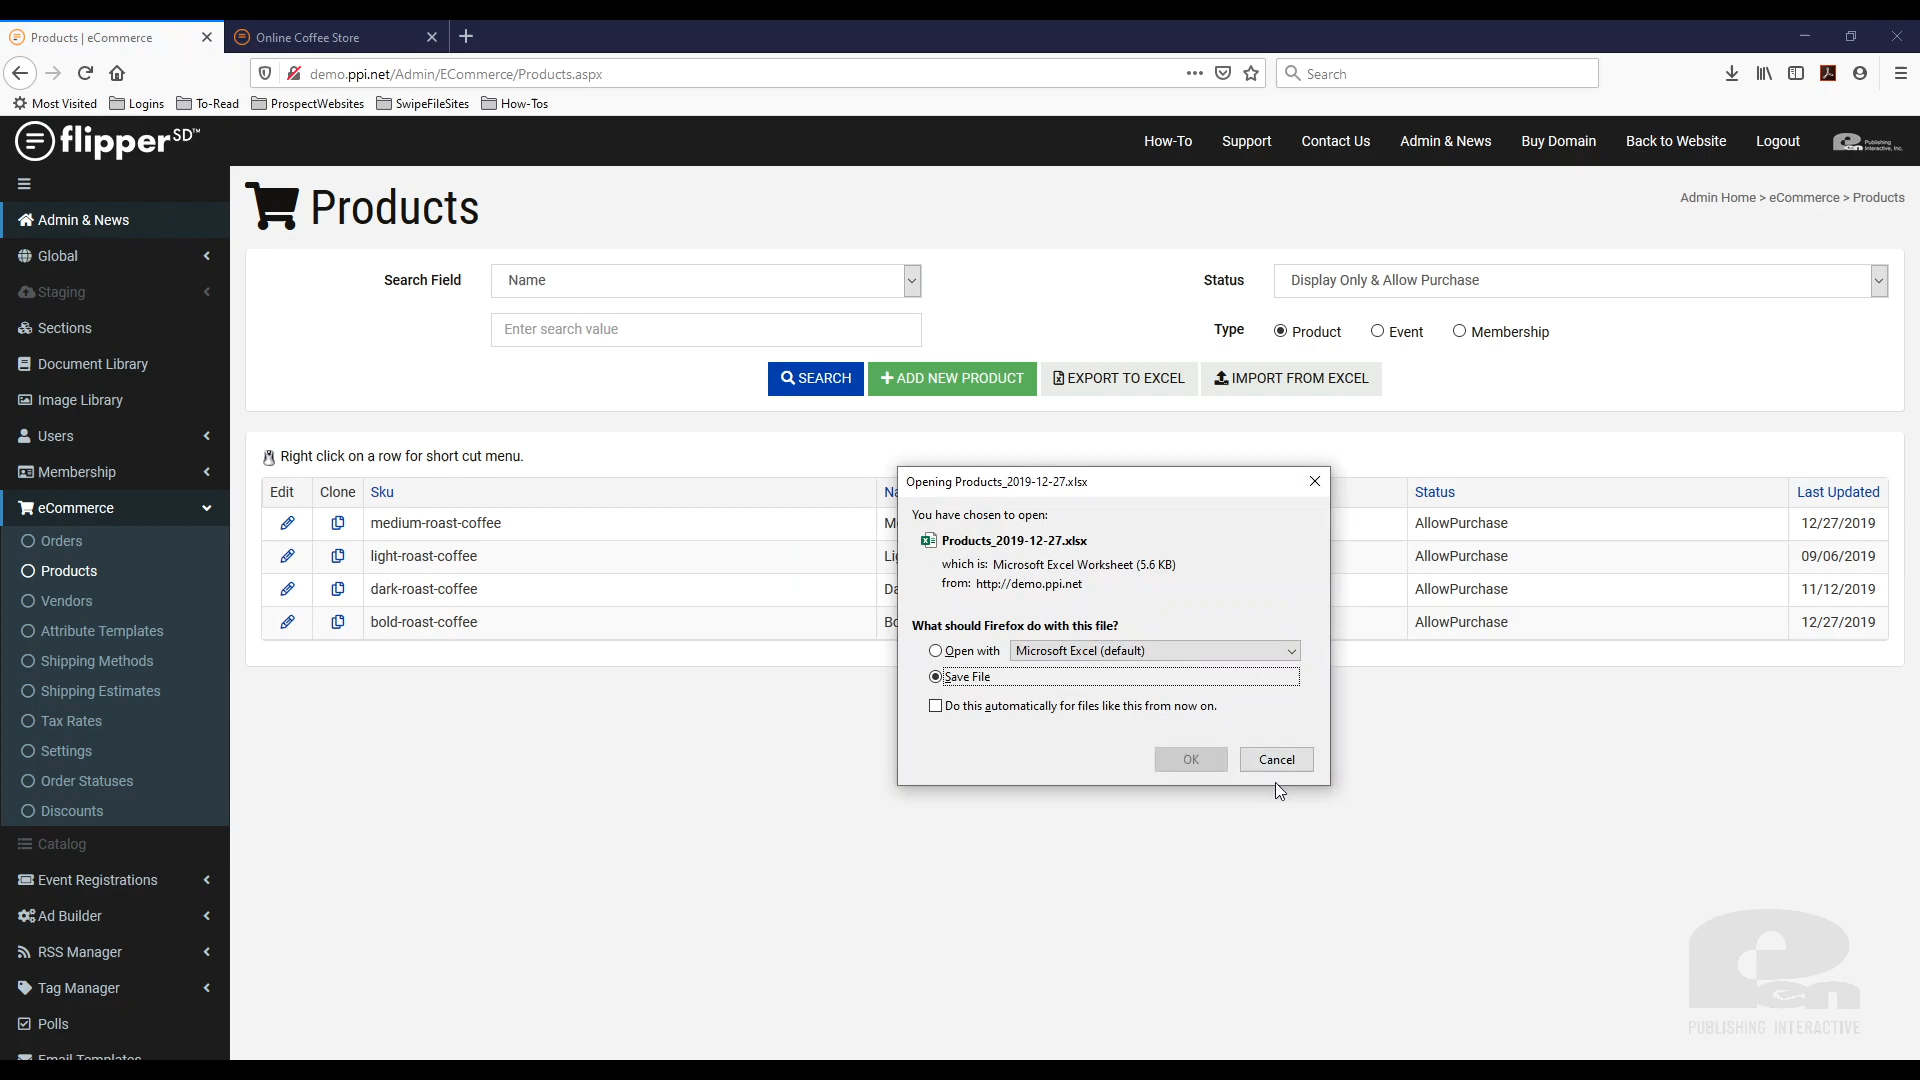 Products | eCommerce
Online Coffee Store
demo.ppi.net/Admin/ECommerce/Products.aspx
Search
Most Visited
Logins
To-Read
ProspectWebsites
SwipeFileSites
How-Tos
flipper SD™
How-To
Support
Contact Us
Admin & News
Buy Domain
Back to Website
Logout
Publishing Interactive, Inc.
Admin & News
Global
Staging
Sections
Document Library
Image Library
Users
Membership
eCommerce
Orders
Products
Vendors
Attribute Templates
Shipping Methods
Shipping Estimates
Tax Rates
Settings
Order Statuses
Discounts
Catalog
Event Registrations
Ad Builder
RSS Manager
Tag Manager
Polls
Email Templates
Products
Admin Home > eCommerce > Products
Search Field
Name
Status
Display Only & Allow Purchase
Enter search value
Type
Product
Event
Membership
SEARCH
ADD NEW PRODUCT
EXPORT TO EXCEL
IMPORT FROM EXCEL
Right click on a row for short cut menu.
Edit Clone Sku Na Status Last Updated
medium-roast-coffee M AllowPurchase 12/27/2019
light-roast-coffee Li AllowPurchase 09/06/2019
dark-roast-coffee Da AllowPurchase 11/12/2019
bold-roast-coffee Bo AllowPurchase 12/27/2019
Opening Products_2019-12-27.xlsx
You have chosen to open:
Products_2019-12-27.xlsx
which is: Microsoft Excel Worksheet (5.6 KB)
from: http://demo.ppi.net
What should Firefox do with this file?
Open with
Microsoft Excel (default)
Save File
Do this automatically for files like this from now on.
OK
Cancel
PUBLISHING INTERACTIVE